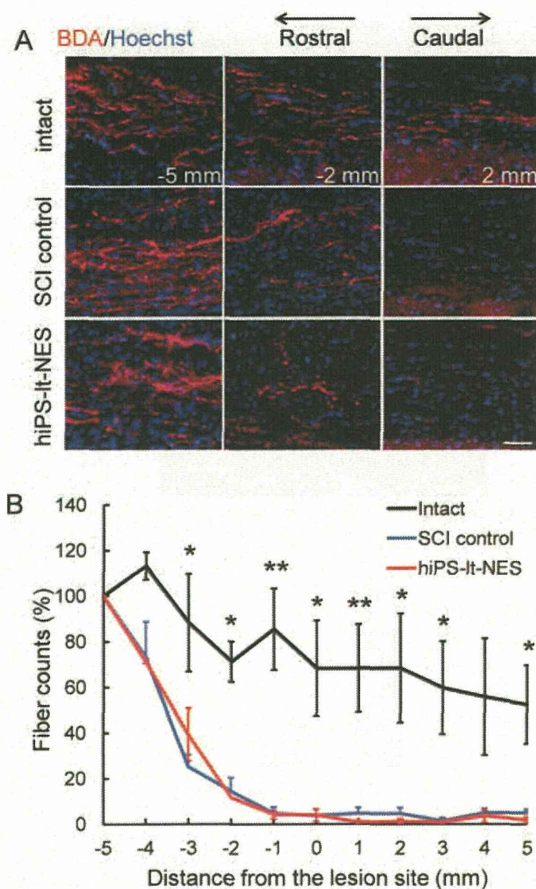 A
BDA/Hoechst
Rostral
Caudal
intact
-5 mm
-2 mm
2 mm
SCI control
hiPS-lt-NES
B
Fiber counts (%)
140
120
100
80
60
40
20
0
Intact
SCI control
hiPS-lt-NES
*
*
**
*
**
*
*
*
-5 -4 -3 -2 -1 0 1 2 3 4 5
Distance from the lesion site (mm)